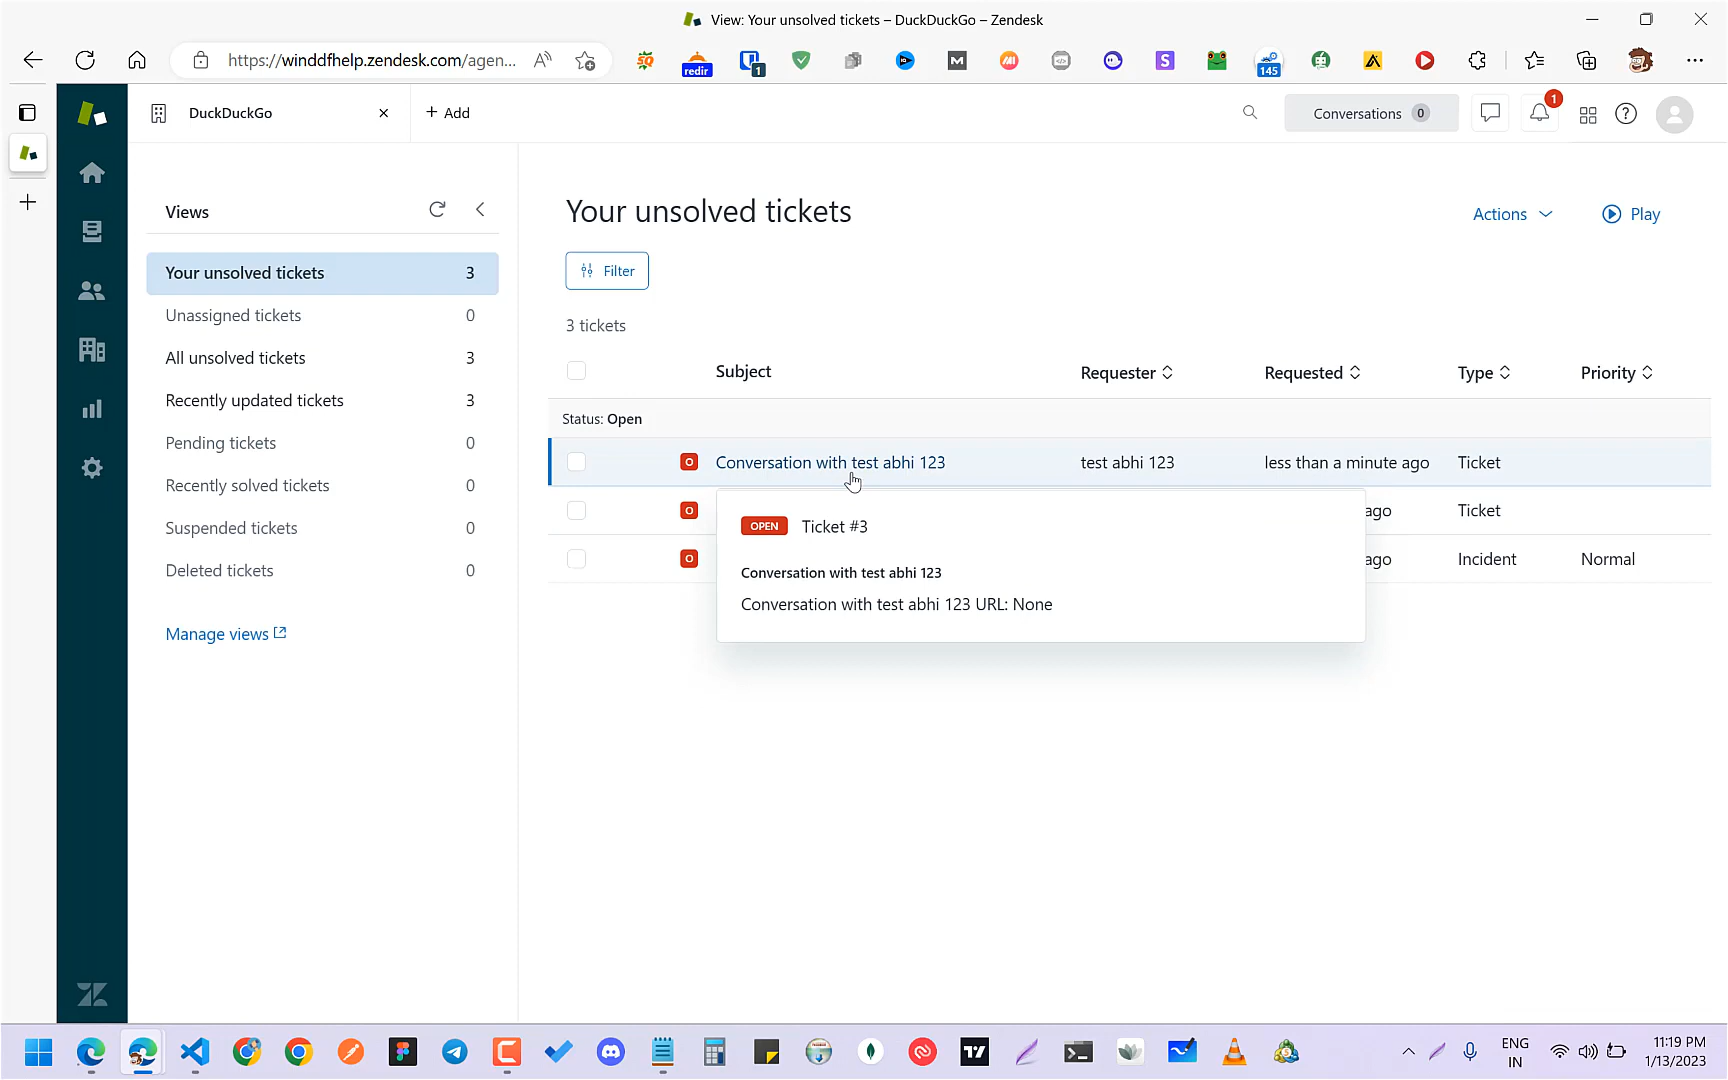 View: Your unsolved tickets – DuckDuckGo – Zendesk
https://winddfhelp.zendesk.com/agen...
SQ
redir
1
M
S
145
DuckDuckGo
+ Add
Conversations 0
1
Views
Your unsolved tickets 3
Unassigned tickets 0
All unsolved tickets 3
Recently updated tickets 3
Pending tickets 0
Recently solved tickets 0
Suspended tickets 0
Deleted tickets 0
Manage views
Your unsolved tickets
Actions
Play
Filter
3 tickets
Subject Requester Requested Type Priority
Status: Open
O Conversation with test abhi 123 test abhi 123 less than a minute ago Ticket
O ago Ticket
O ago Incident Normal
OPEN Ticket #3
Conversation with test abhi 123
Conversation with test abhi 123 URL: None
ENG
IN
11:19 PM
1/13/2023